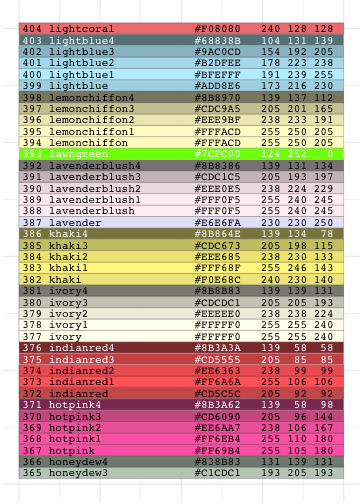 404 lightcoral #F08080 240 128 128
403 lightblue4 #68838B 104 131 139
402 lightblue3 #9AC0CD 154 192 205
401 lightblue2 #B2DFEE 178 223 238
400 lightblue1 #BFEFFF 191 239 255
399 lightblue #ADD8E6 173 216 230
398 lemonchiffon4 #8B8970 139 137 112
397 lemonchiffon3 #CDC9A5 205 201 165
396 lemonchiffon2 #EEE9BF 238 233 191
395 lemonchiffon1 #FFFACD 255 250 205
394 lemonchiffon #FFFACD 255 250 205
393 lawngreen #7CFC00 124 252 0
392 lavenderblush4 #8B8386 139 131 134
391 lavenderblush3 #CDC1C5 205 193 197
390 lavenderblush2 #EEE0E5 238 224 229
389 lavenderblush1 #FFF0F5 255 240 245
388 lavenderblush #FFF0F5 255 240 245
387 lavender #E6E6FA 230 230 250
386 khaki4 #8B864E 139 134 78
385 khaki3 #CDC673 205 198 115
384 khaki2 #EEE685 238 230 133
383 khaki1 #FFF68F 255 246 143
382 khaki #F0E68C 240 230 140
381 ivory4 #8B8B83 139 139 131
380 ivory3 #CDCDC1 205 205 193
379 ivory2 #EEEEE0 238 238 224
378 ivory1 #FFFFF0 255 255 240
377 ivory #FFFFF0 255 255 240
376 indianred4 #8B3A3A 139 58 58
375 indianred3 #CD5555 205 85 85
374 indianred2 #EE6363 238 99 99
373 indianred1 #FF6A6A 255 106 106
372 indianred #CD5C5C 205 92 92
371 hotpink4 #8B3A62 139 58 98
370 hotpink3 #CD6090 205 96 144
369 hotpink2 #EE6AA7 238 106 167
368 hotpink1 #FF6EB4 255 110 180
367 hotpink #FF69B4 255 105 180
366 honeydew4 #838B83 131 139 131
365 honeydew3 #C1CDC1 193 205 193